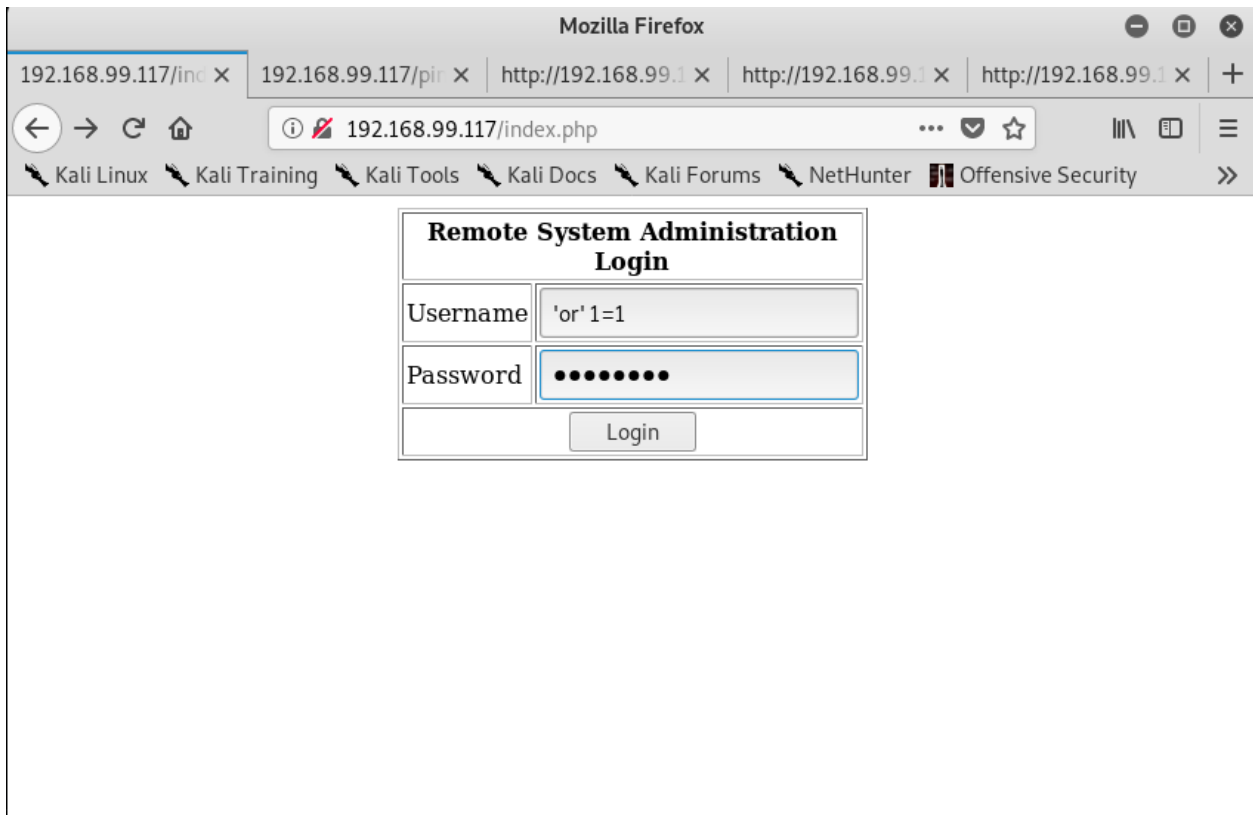 Mozilla Firefox
192.168.99.117/ind
192.168.99.117/pin
http://192.168.99.1
http://192.168.99.1
http://192.168.99.1
192.168.99.117/index.php
Kali Linux Kali Training Kali Tools Kali Docs Kali Forums NetHunter Offensive Security
Remote System Administration
Login
Username 'or' 1=1
Password
Login